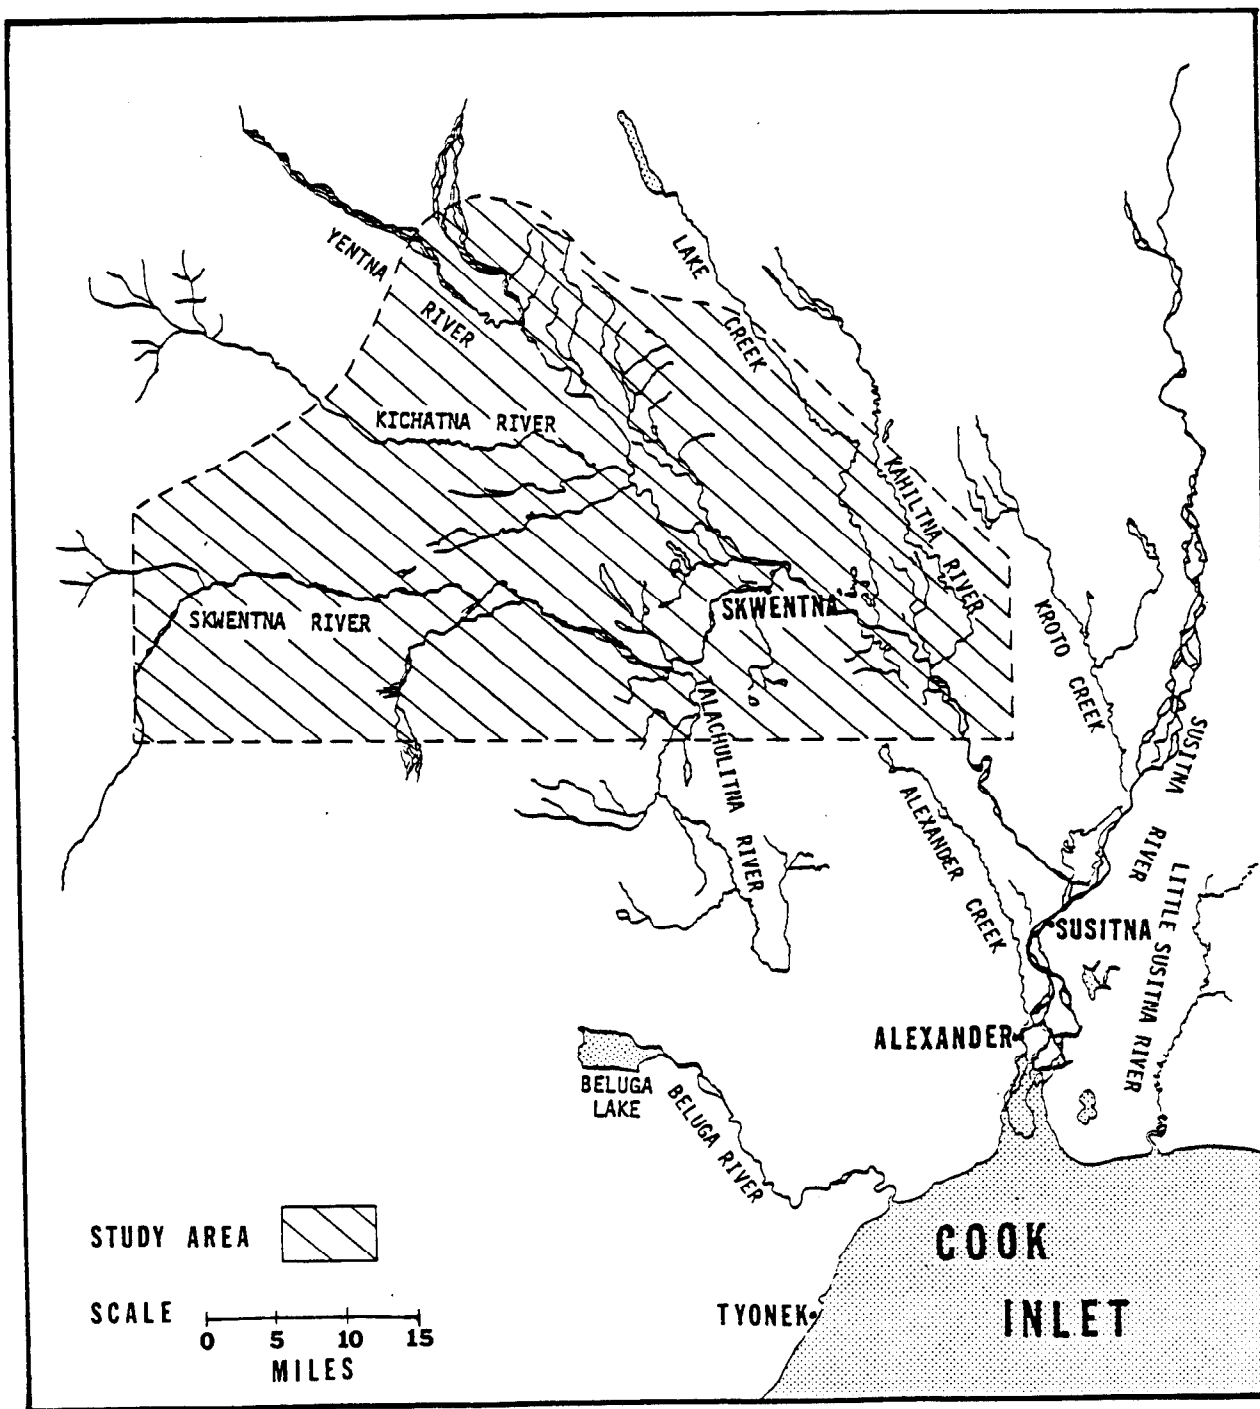 LAKE
CREEK
YENTNA
RIVER
KICHATNA RIVER
KAHILTNA
RIVER
SKWENTNA RIVER
SKWENTNA
KROTO
CREEK
TALACHULITNA
RIVER
SUSITNA
RIVER
ALEXANDER
CREEK
LITTLE SUSITNA RIVER
SUSITNA
ALEXANDER
BELUGA
LAKE
BELUGA RIVER
STUDY AREA
COOK
INLET
SCALE
0 5 10 15
MILES
TYONEK